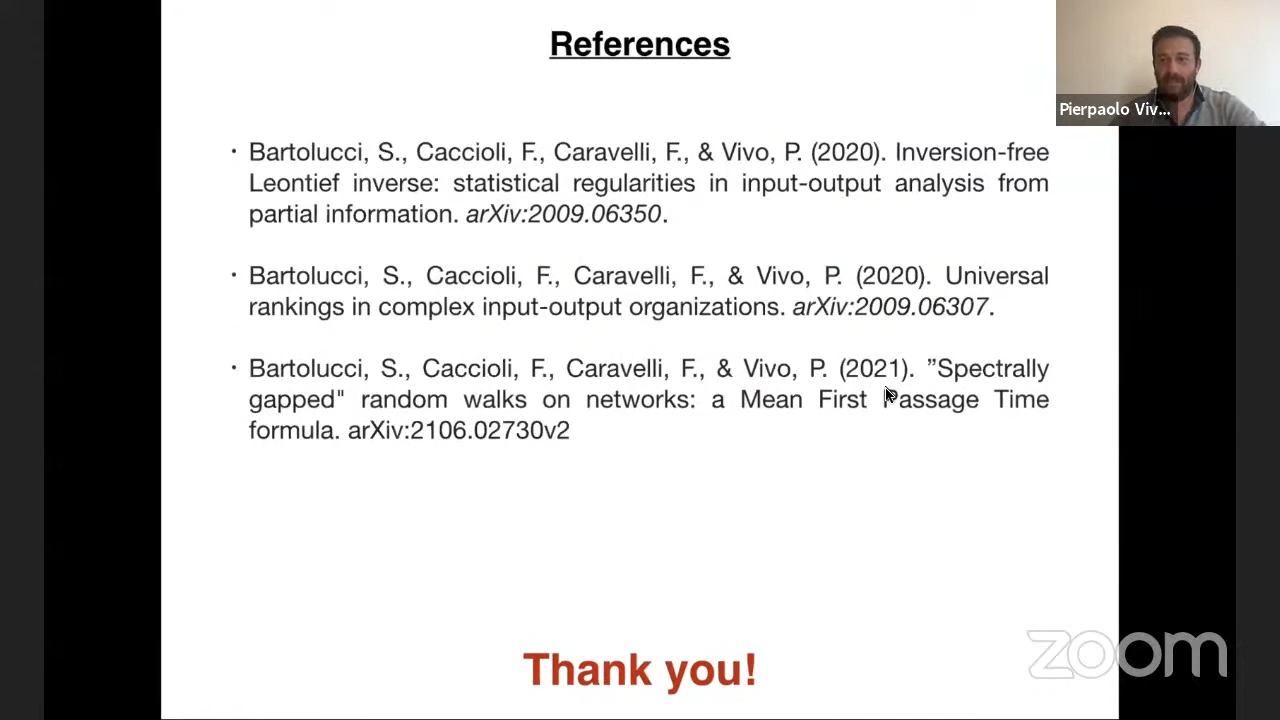 References
Pierpaolo Viv...
· Bartolucci, S., Caccioli, F., Caravelli, F., & Vivo, P. (2020). Inversion-free
Leontief inverse: statistical regularities in input-output analysis from
partial information. arXiv:2009.06350.
· Bartolucci, S., Caccioli, F., Caravelli, F., & Vivo, P. (2020). Universal
rankings in complex input-output organizations. arXiv:2009.06307.
· Bartolucci, S., Caccioli, F., Caravelli, F., & Vivo, P. (2021). ”Spectrally
gapped" random walks on networks: a Mean First Passage Time
formula. arXiv:2106.02730v2
Thank you!
zoom